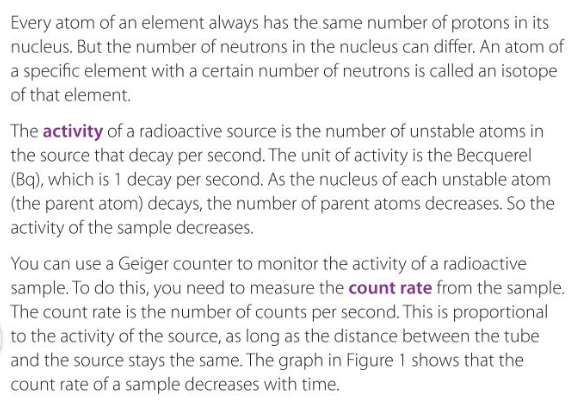 Every atom of an element always has the same number of protons in its
nucleus. But the number of neutrons in the nucleus can differ. An atom of
a specific element with a certain number of neutrons is called an isotope
of that element.
The activity of a radioactive source is the number of unstable atoms in
the source that decay per second. The unit of activity is the Becquerel
(Bq), which is 1 decay per second. As the nucleus of each unstable atom
(the parent atom) decays, the number of parent atoms decreases. So the
activity of the sample decreases.
You can use a Geiger counter to monitor the activity of a radioactive
sample. To do this, you need to measure the count rate from the sample.
The count rate is the number of counts per second. This is proportional
to the activity of the source, as long as the distance between the tube
and the source stays the same. The graph in Figure 1 shows that the
count rate of a sample decreases with time.